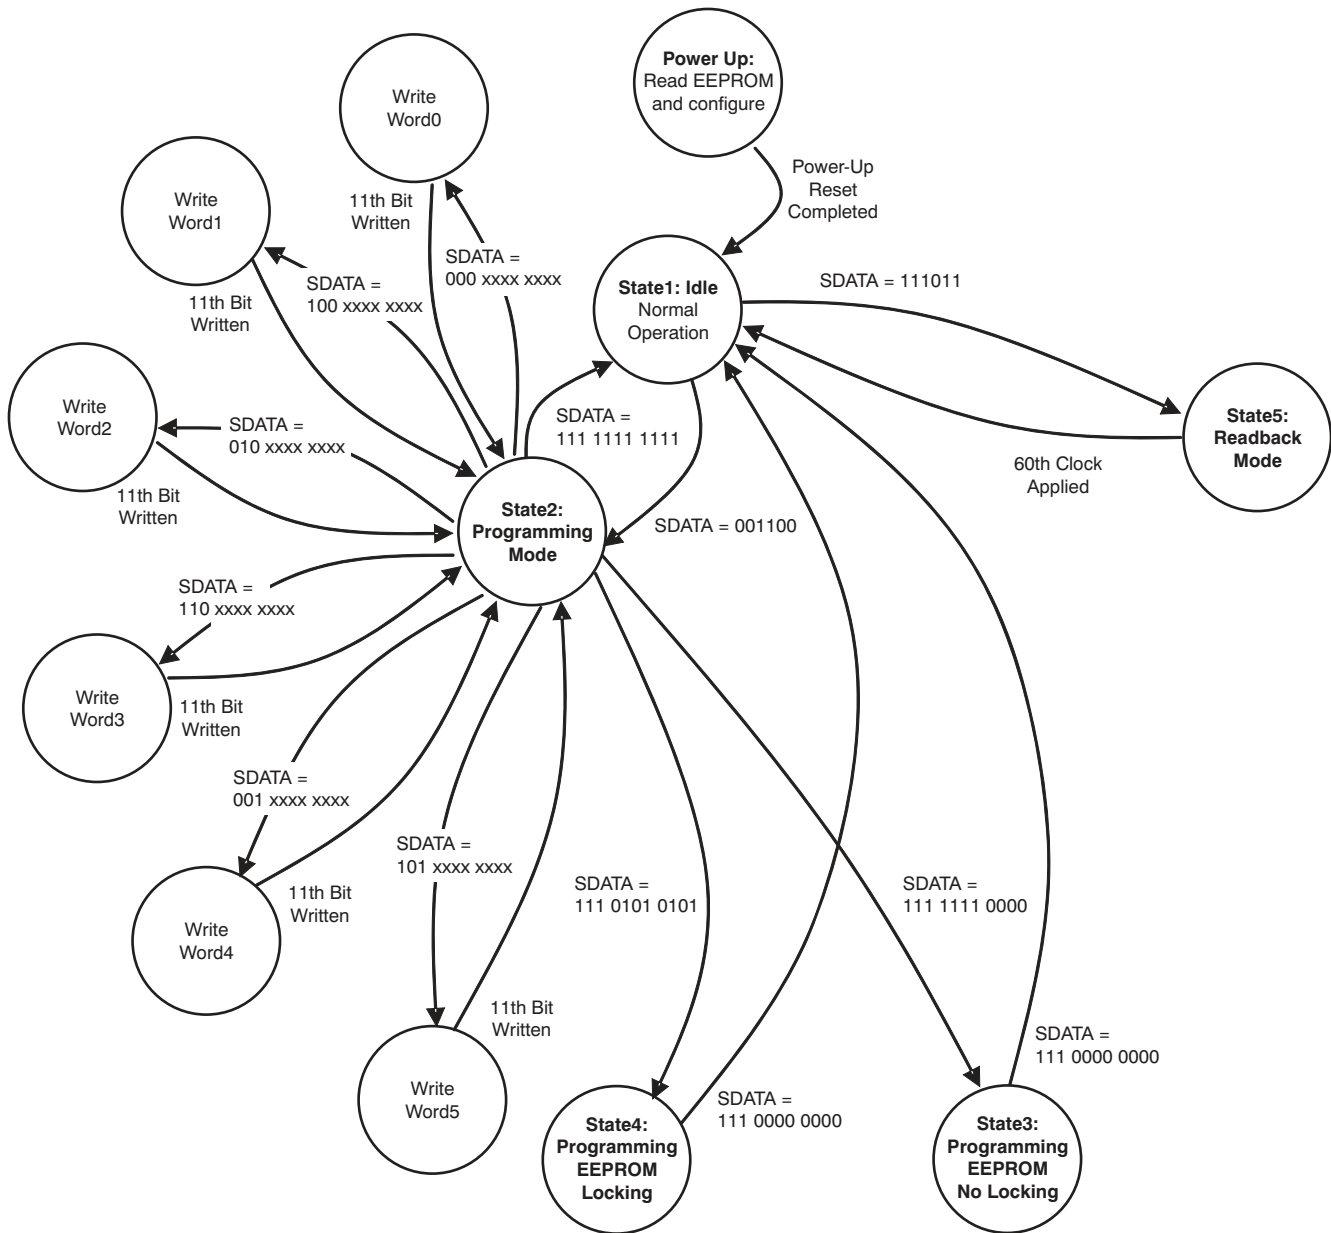 Power Up:
Read EEPROM
and configure
Write
Word0
Power-Up
Reset
Completed
Write
Word1
11th Bit
Written
SDATA =
000 xxxx xxxx
SDATA =
100 xxxx xxxx
11th Bit
Written
State1: Idle
Normal
Operation
SDATA = 111011
Write
Word2
SDATA =
010 xxxx xxxx
11th Bit
Written
SDATA =
111 1111 1111
State5:
Readback
Mode
60th Clock
Applied
State2:
Programming
Mode
SDATA = 001100
SDATA =
110 xxxx xxxx
Write
Word3
11th Bit
Written
SDATA =
001 xxxx xxxx
SDATA =
101 xxxx xxxx
Write
Word4
11th Bit
Written
SDATA =
111 0101 0101
SDATA =
111 1111 0000
11th Bit
Written
Write
Word5
SDATA =
111 0000 0000
SDATA =
111 0000 0000
State4:
Programming
EEPROM
Locking
State3:
Programming
EEPROM
No Locking